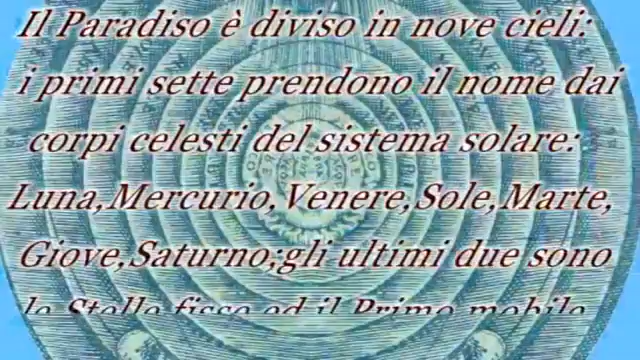 Il Paradiso è diviso in nove cieli:
i primi sette prendono il nome dai
corpi celesti del sistema solare:
Luna,Mercurio,Venere,Sole,Marte,
Giove,Saturno;gli ultimi due sono
le Stelle fisse ed il Primo mobile